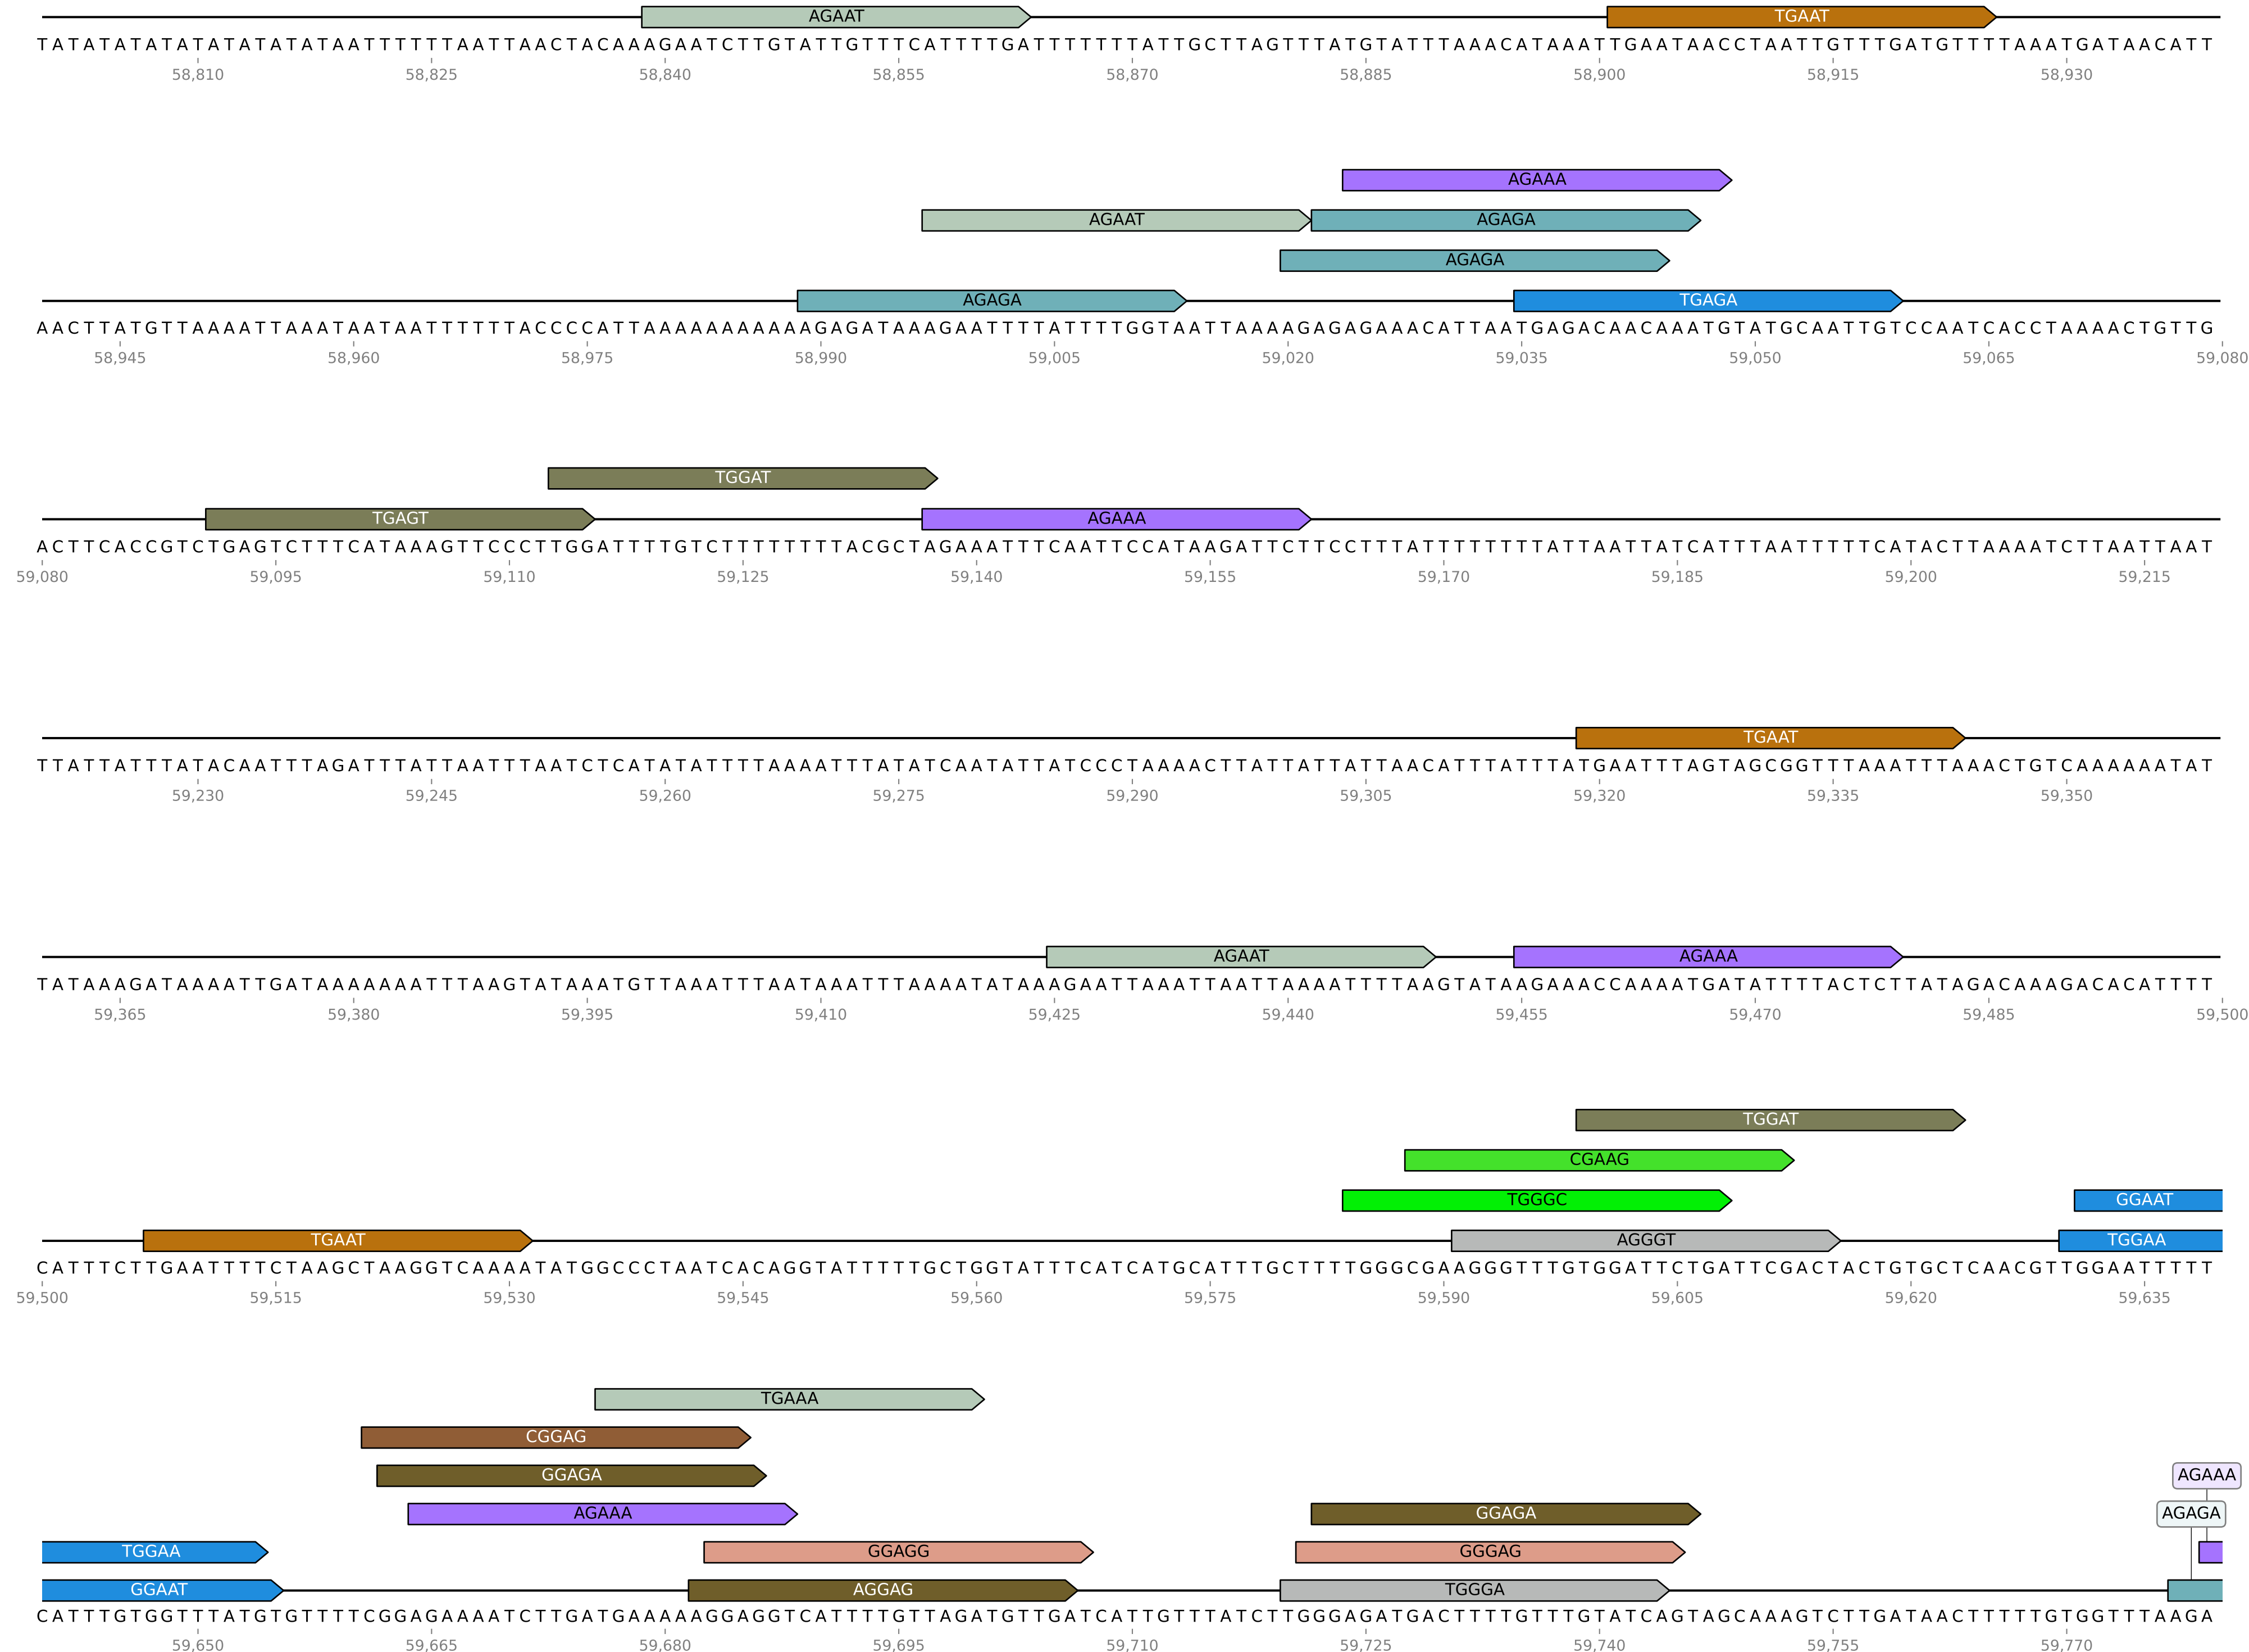 AGAAT TGAAT
TATATATATATATATATATAATTTTTTAATTAACTACAAAGAATCTTGTATTGTTTCATTTTGATTTTTTTATTGCTTAGTTTATGTATTTAAACATAAATTGAATAACCTAATTGTTTGATGTTTTAAATGATAACATT
58,810 58,825 58,840 58,855 58,870 58,885 58,900 58,915 58,930
AGAAA
AGAAT AGAGA
AGAGA
AGAGA TGAGA
AACTTATGTTAAAATTAAATAATAATTTTTTACCCCATTAAAAAAAAAAAGAGATAAAGAATTTTATTTTGGTAATTAAAAGAGAGAAACATTAATGAGACAACAAATGTATGCAATTGTCCAATCACCTAAAACTGTTG
58,945 58,960 58,975 58,990 59,005 59,020 59,035 59,050 59,065 59,080
TGGAT
TGAGT AGAAA
ACTTCACCGTCTGAGTCTTTCATAAAGTTCCCTTGGATTTTGTCTTTTTTTTACGCTAGAAATTTCAATTCCATAAGATTCTTCCTTTATTTTTTTTATTAATTATCATTTAATTTTTCATACTTAAAATCTTAATTAAT
59,080 59,095 59,110 59,125 59,140 59,155 59,170 59,185 59,200 59,215
TGAAT
TTATTATTTATACAATTTAGATTTATTAATTTAATCTCATATATTTTAAAATTTATATCAATATTATCCCTAAAACTTATTATTATTAACATTTATTTATGAATTTAGTAGCGGTTTAAATTTAAACTGTCAAAAAATAT
59,230 59,245 59,260 59,275 59,290 59,305 59,320 59,335 59,350
AGAAT AGAAA
TATAAAGATAAAATTGATAAAAAAATTTAAGTATAAATGTTAAATTTAATAAATTTAAAATATAAAGAATTAAATTAATTAAAATTTTAAGTATAAGAAACCAAAATGATATTTTACTCTTATAGACAAAGACACATTTT
59,365 59,380 59,395 59,410 59,425 59,440 59,455 59,470 59,485 59,500
TGGAT
CGAAG
TGGGC GGAAT
TGAAT AGGGT TGGAA
CATTTCTTGAATTTTCTAAGCTAAGGTCAAAATATGGCCCTAATCACAGGTATTTTTGCTGGTATTTCATCATGCATTTGCTTTTGGGCGAAGGGTTTGTGGATTCTGATTCGACTACTGTGCTCAACGTTGGAATTTTT
59,500 59,515 59,530 59,545 59,560 59,575 59,590 59,605 59,620 59,635
TGAAA
CGGAG
GGAGA AGAAA
AGAAA GGAGA AGAGA
TGGAA GGAGG GGGAG
GGAAT AGGAG TGGGA
CATTTGTGGTTTATGTGTTTTCGGAGAAAATCTTGATGAAAAAGGAGGTCATTTTGTTAGATGTTGATCATTGTTTATCTTGGGAGATGACTTTTGTTTGTATCAGTAGCAAAGTCTTGATAACTTTTTGTGGTTTAAGA
59,650 59,665 59,680 59,695 59,710 59,725 59,740 59,755 59,770